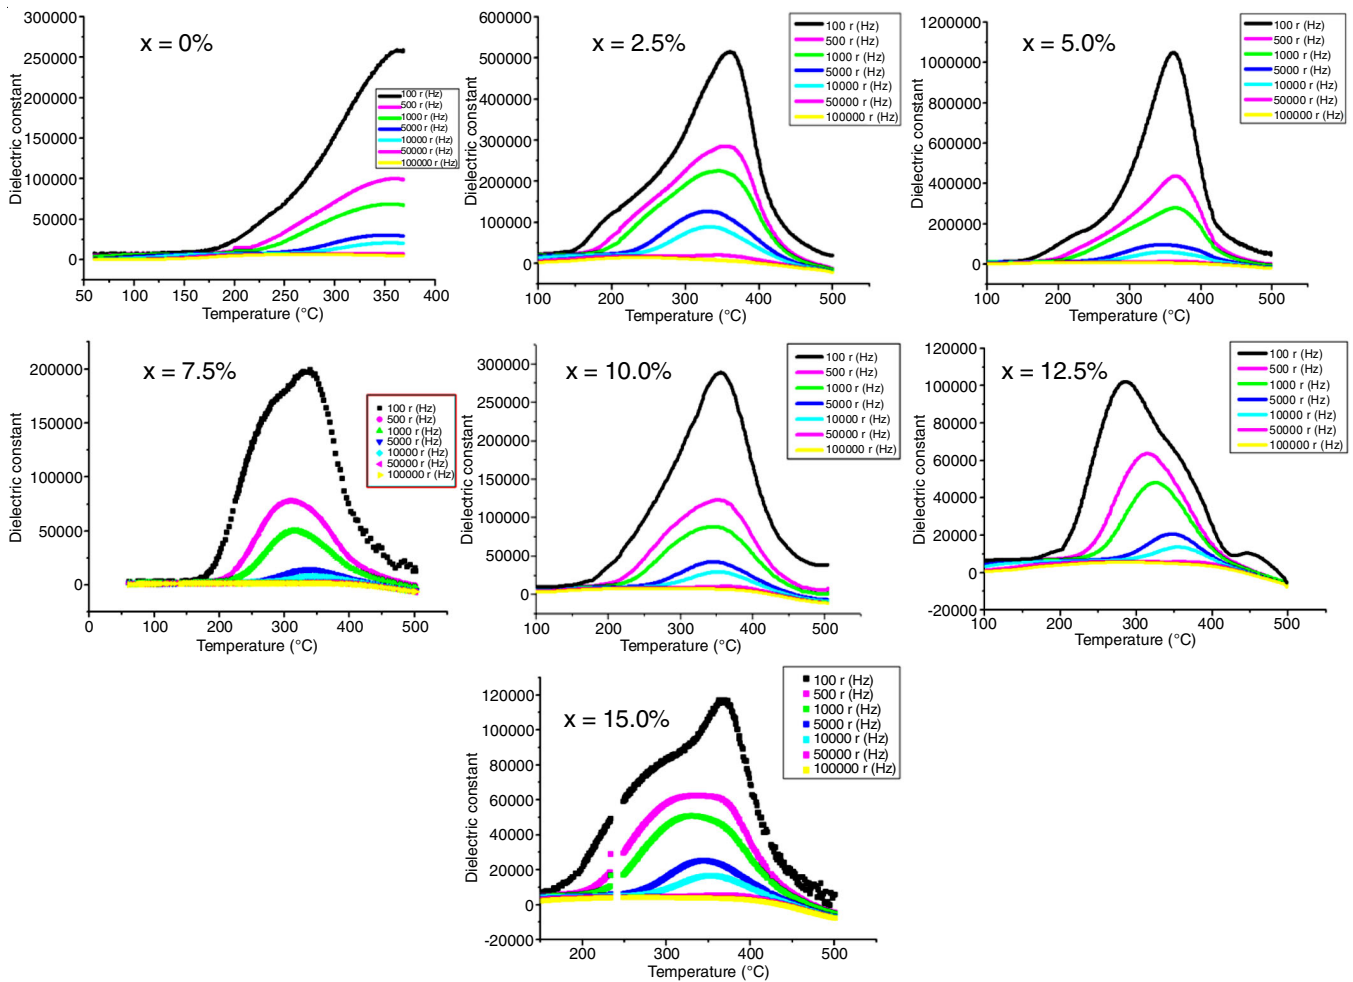 x = 0%
Dielectric constant
300000
250000
200000
150000
100000
50000
0
50
100
150
200
250
300
350
400
Temperature (°C)
100 r (Hz)
500 r (Hz)
1000 r (Hz)
5000 r (Hz)
10000 r (Hz)
50000 r (Hz)
100000 r (Hz)
x = 2.5%
Dielectric constant
600000
500000
400000
300000
200000
100000
0
100
200
300
400
500
Temperature (°C)
100 r (Hz)
500 r (Hz)
1000 r (Hz)
5000 r (Hz)
10000 r (Hz)
50000 r (Hz)
100000 r (Hz)
x = 5.0%
Dielectric constant
1200000
1000000
800000
600000
400000
200000
0
100
200
300
400
500
Temperature (°C)
100 r (Hz)
500 r (Hz)
1000 r (Hz)
5000 r (Hz)
10000 r (Hz)
50000 r (Hz)
100000 r (Hz)
x = 7.5%
Dielectric constant
200000
150000
100000
50000
0
0
100
200
300
400
500
Temperature (°C)
100 r (Hz)
500 r (Hz)
1000 r (Hz)
5000 r (Hz)
10000 r (Hz)
50000 r (Hz)
100000 r (Hz)
x = 10.0%
Dielectric constant
300000
250000
200000
150000
100000
50000
0
100
200
300
400
500
Temperature (°C)
100 r (Hz)
500 r (Hz)
1000 r (Hz)
5000 r (Hz)
10000 r (Hz)
50000 r (Hz)
100000 r (Hz)
x = 12.5%
Dielectric constant
120000
100000
80000
60000
40000
20000
0
-20000
100
200
300
400
500
Temperature (°C)
100 r (Hz)
500 r (Hz)
1000 r (Hz)
5000 r (Hz)
10000 r (Hz)
50000 r (Hz)
100000 r (Hz)
x = 15.0%
Dielectric constant
120000
100000
80000
60000
40000
20000
0
-20000
200
300
400
500
Temperature (°C)
100 r (Hz)
500 r (Hz)
1000 r (Hz)
5000 r (Hz)
10000 r (Hz)
50000 r (Hz)
100000 r (Hz)